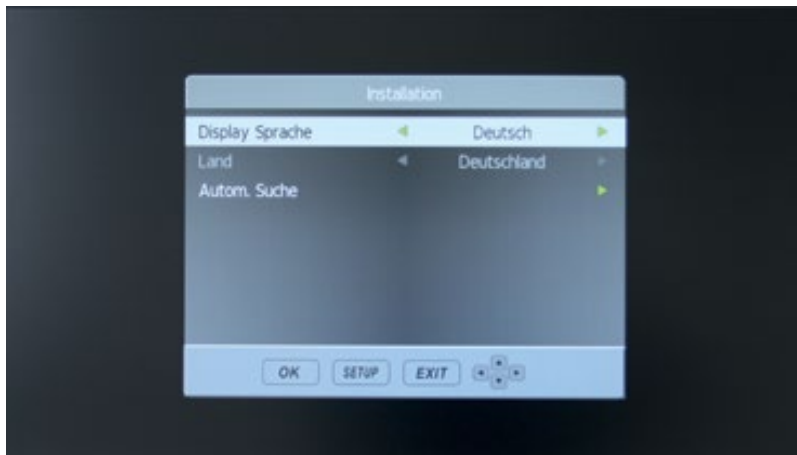 Installation
Display Sprache Deutsch
Land Deutschland
Autom. Suche
OK SETUP EXIT